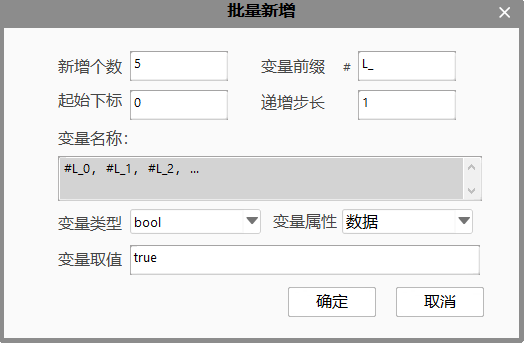 批量新增
新增个数 5 变量前缀 # L_
起始下标 0 递增步长 1
变量名称:
#L_0, #L_1, #L_2, ...
变量类型 bool 变量属性 数据
变量取值 true
确定 取消